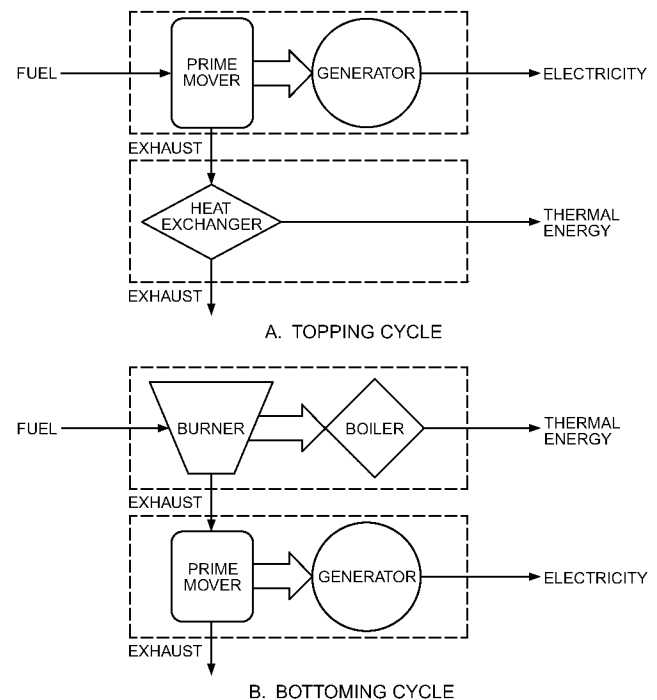 FUEL
PRIME
MOVER
GENERATOR
ELECTRICITY
EXHAUST
HEAT
EXCHANGER
THERMAL
ENERGY
EXHAUST
A. TOPPING CYCLE
FUEL
BURNER
BOILER
THERMAL
ENERGY
EXHAUST
PRIME
MOVER
GENERATOR
ELECTRICITY
EXHAUST
B. BOTTOMING CYCLE